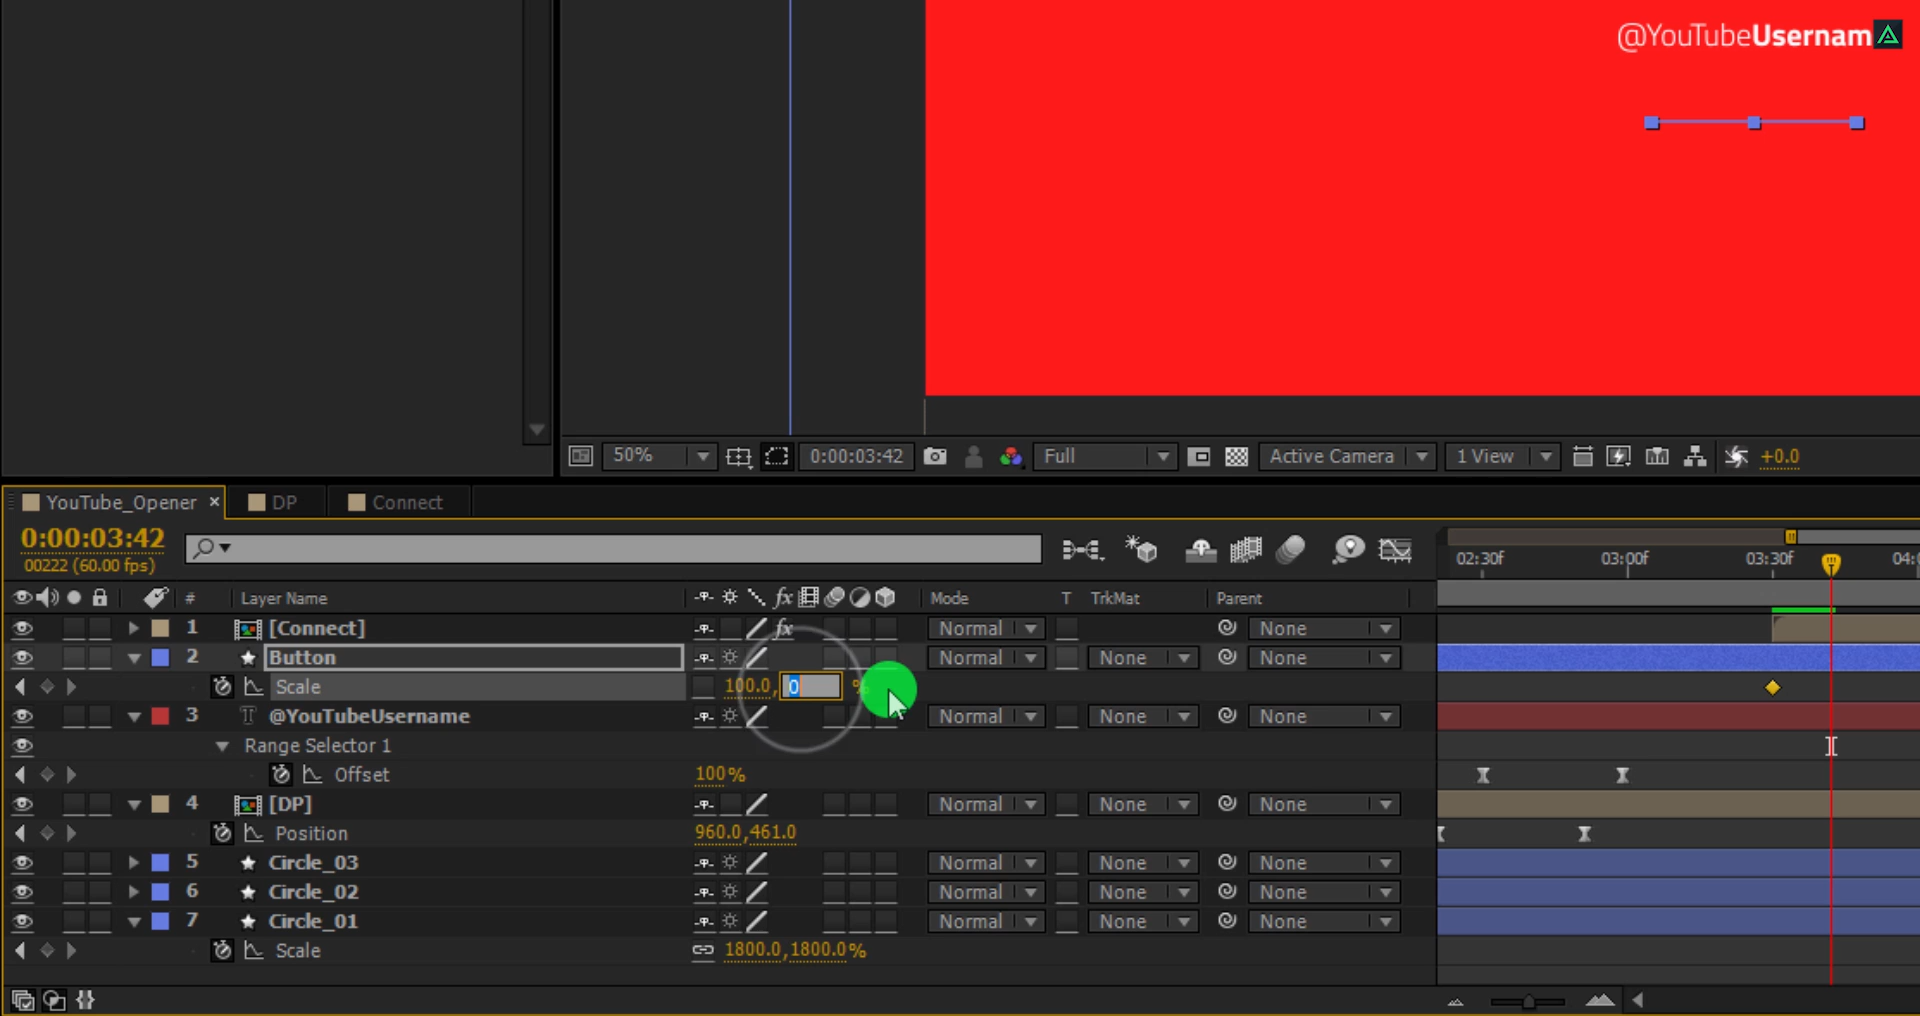 @YouTubeUsernam
50% 0:00:03:42 Full Active Camera 1 View +0.0
YouTube_Opener × DP Connect
0:00:03:42
00222 (60.00 fps)
02:30f 03:00f 03:30f 04:
# Layer Name fx Mode T TrkMat Parent
1 [Connect] fx Normal None
2 Button Normal None None
Scale 100.0, 0 %
3 T @YouTubeUsername Normal None None
Range Selector 1
Offset 100%
4 [DP] Normal None None
Position 960.0,461.0
5 Circle_03 Normal None None
6 Circle_02 Normal None None
7 Circle_01 Normal None None
Scale 1800.0,1800.0%